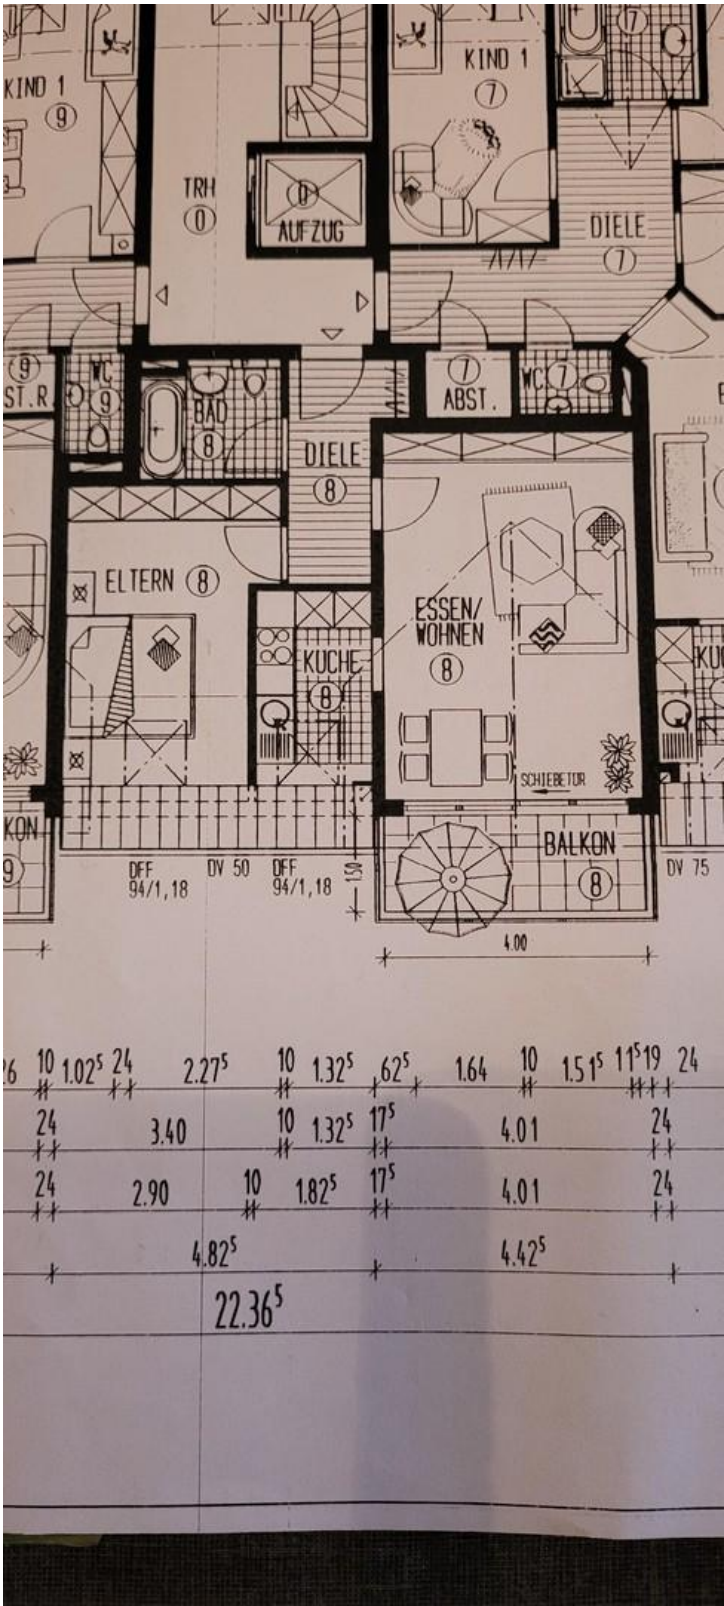 7
KIND 1
9
KIND 1
7
TRH
0
0
AUFZUG
DIELE
7
9
ST.R
WC
9
BAD
8
7
ABST.
WC 7
DIELE
8
ELTERN 8
ESSEN/
WOHNEN
8
KÜCHE
8
SCHIEBETÜR
BALKON
8
KON
9
DFF
94/1,18
DV 50
DFF
94/1,18
1.50
DV 75
4.00
26 10 1.02⁵ 24 2.27⁵ 10 1.32⁵ 62⁵ 1.64 10 1.51⁵ 11⁵ 19 24
24 3.40 10 1.32⁵ 17⁵ 4.01 24
24 2.90 10 1.82⁵ 17⁵ 4.01 24
4.82⁵ 4.42⁵
22.36⁵